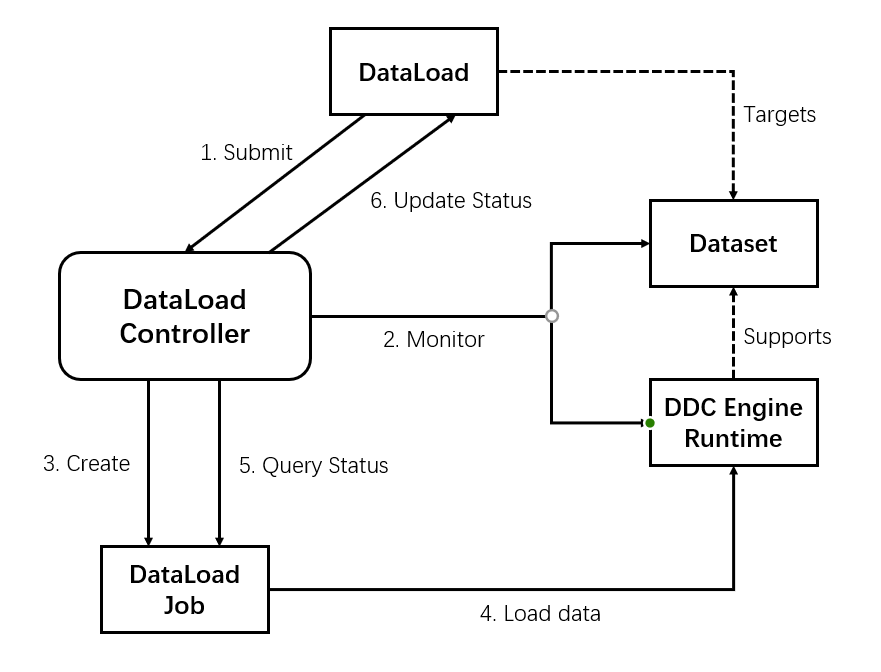 DataLoad
Targets
1. Submit
6. Update Status
Dataset
DataLoad
Controller
2. Monitor
Supports
DDC Engine
Runtime
3. Create
5. Query Status
DataLoad
Job
4. Load data